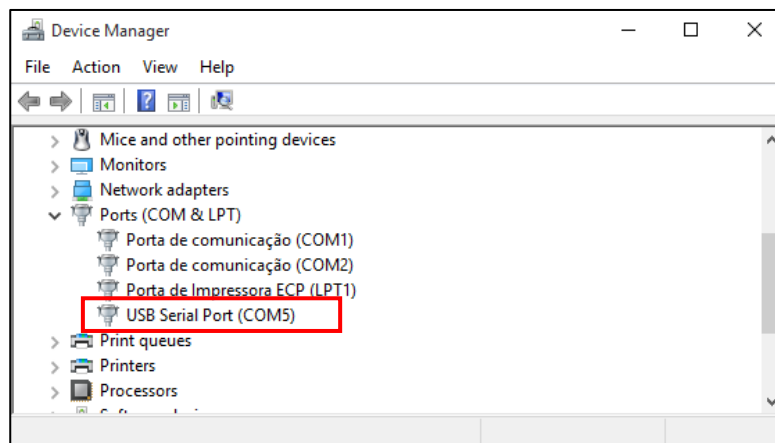 Device Manager
File Action View Help
Mice and other pointing devices
Monitors
Network adapters
Ports (COM & LPT)
Porta de comunicação (COM1)
Porta de comunicação (COM2)
Porta de Impressora ECP (LPT1)
USB Serial Port (COM5)
Print queues
Printers
Processors